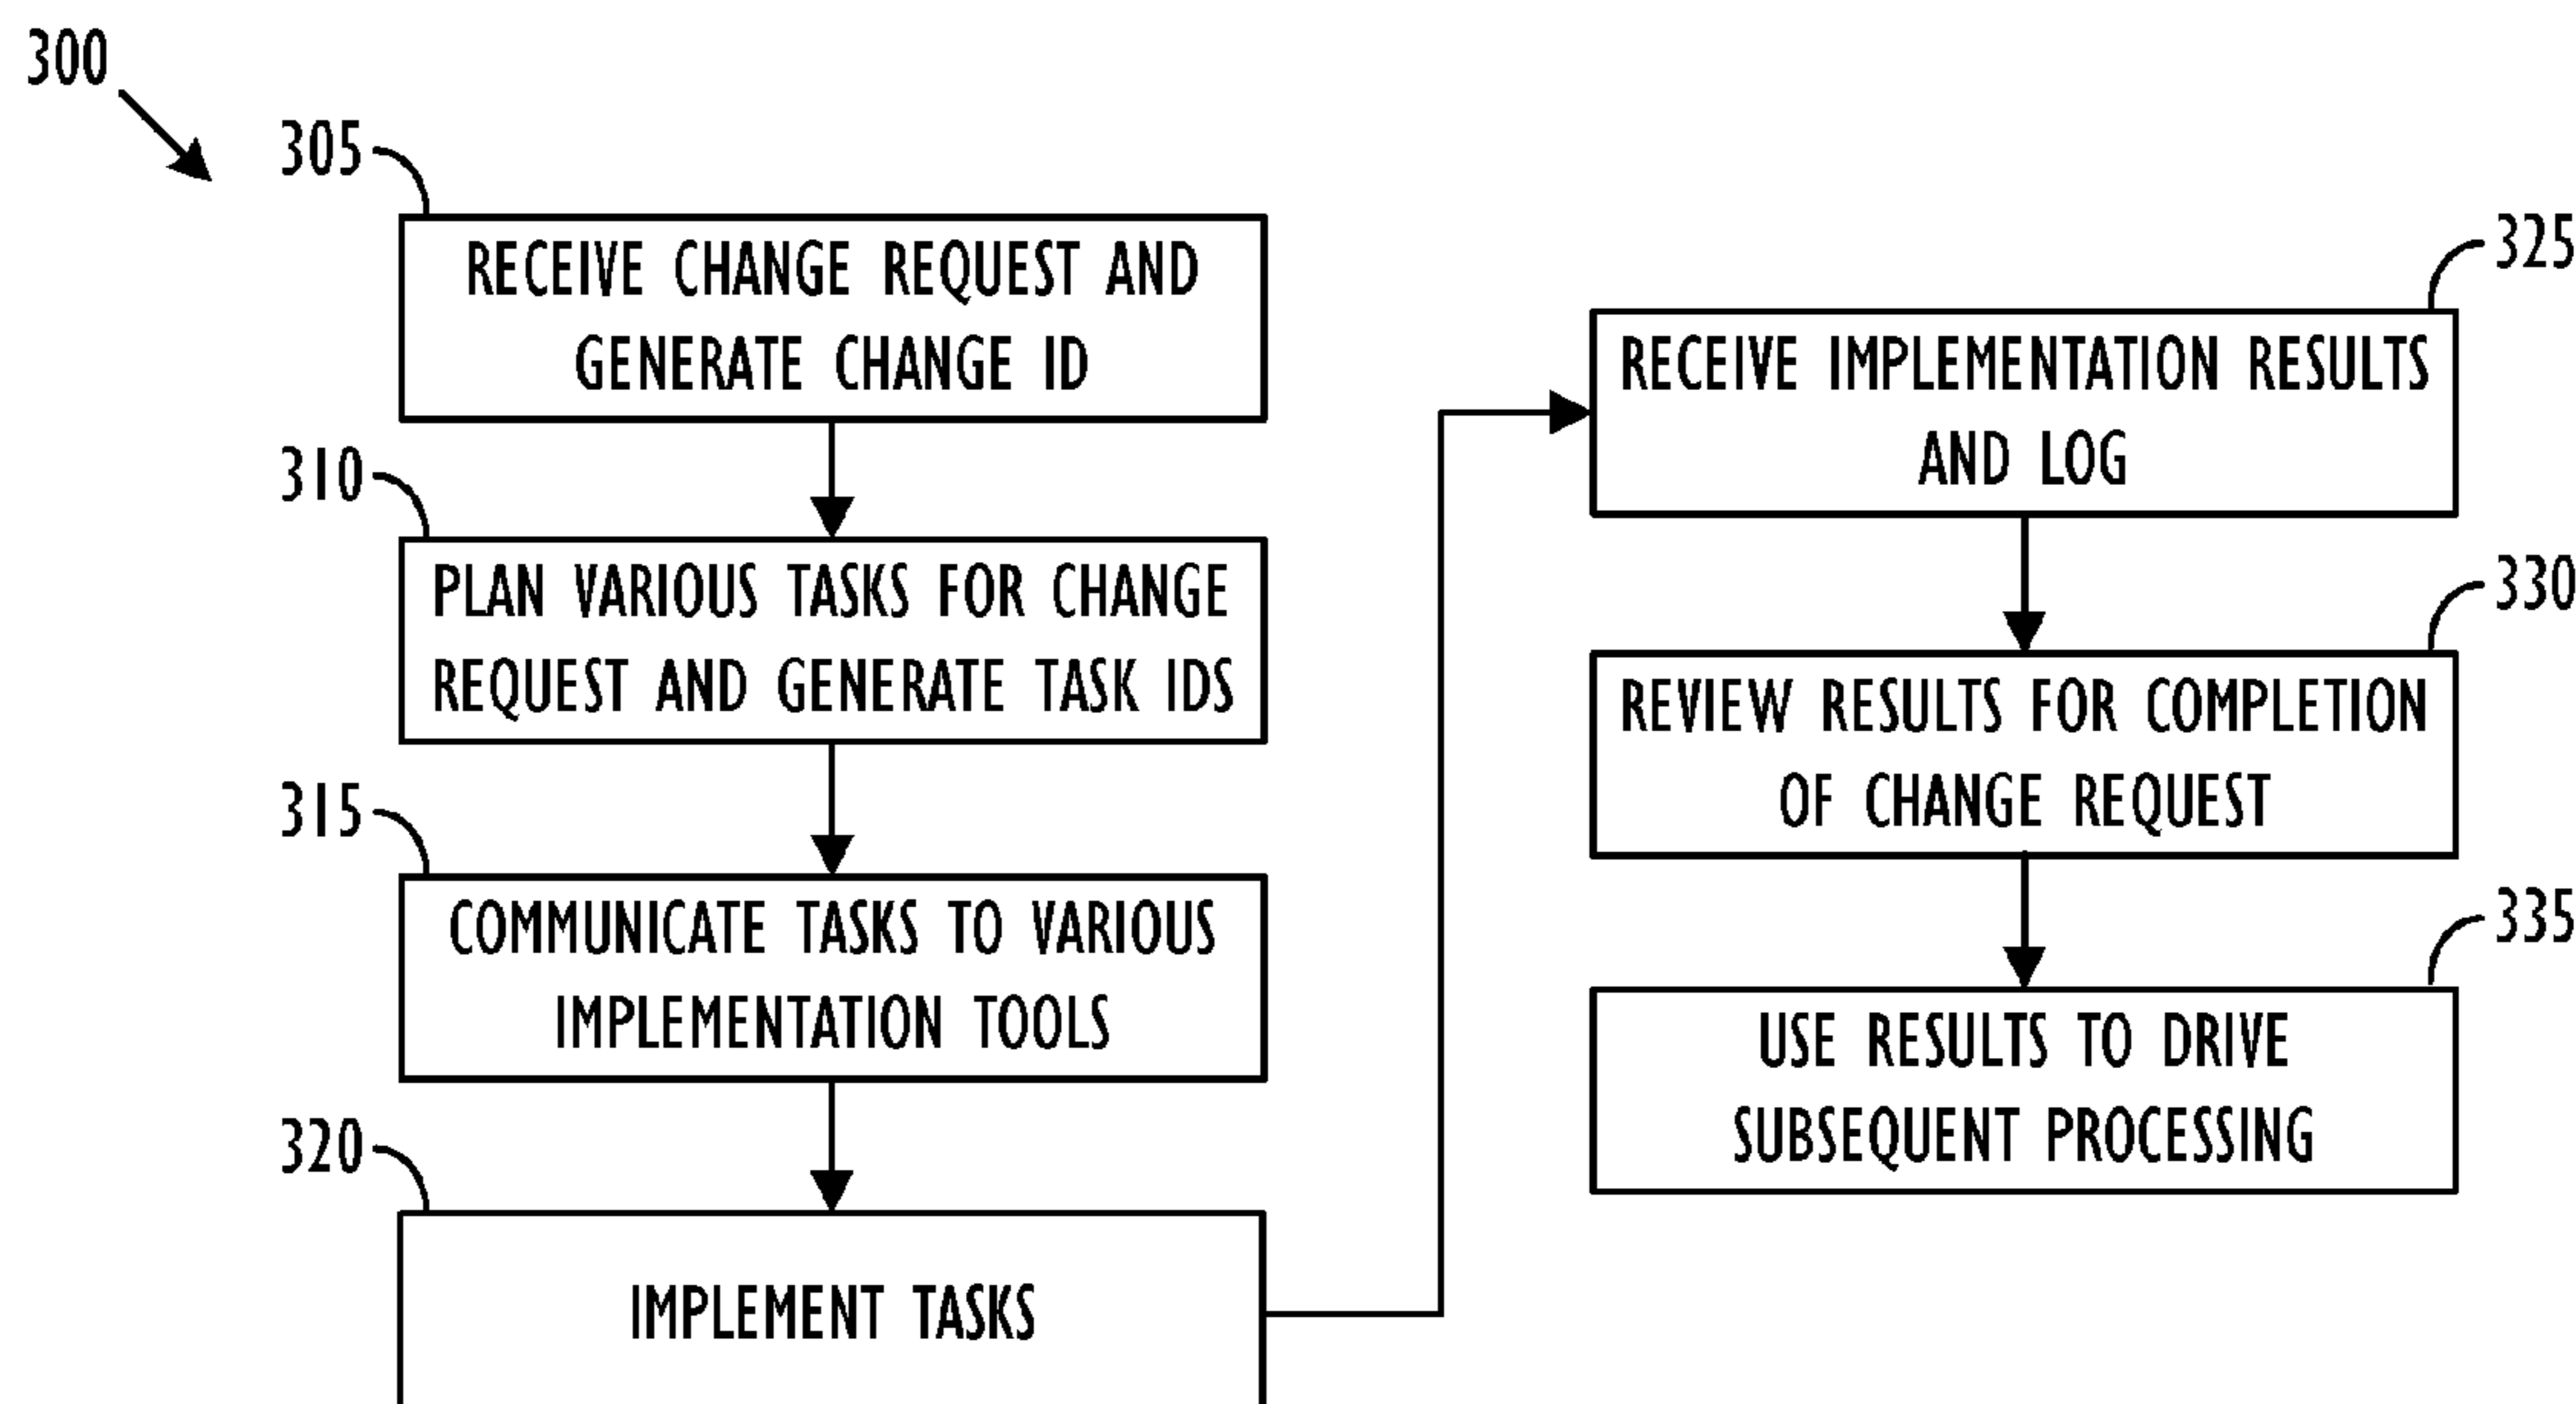 300
305
RECEIVE CHANGE REQUEST AND
GENERATE CHANGE ID
310
PLAN VARIOUS TASKS FOR CHANGE
REQUEST AND GENERATE TASK IDS
315
COMMUNICATE TASKS TO VARIOUS
IMPLEMENTATION TOOLS
320
IMPLEMENT TASKS
325
RECEIVE IMPLEMENTATION RESULTS
AND LOG
330
REVIEW RESULTS FOR COMPLETION
OF CHANGE REQUEST
335
USE RESULTS TO DRIVE
SUBSEQUENT PROCESSING